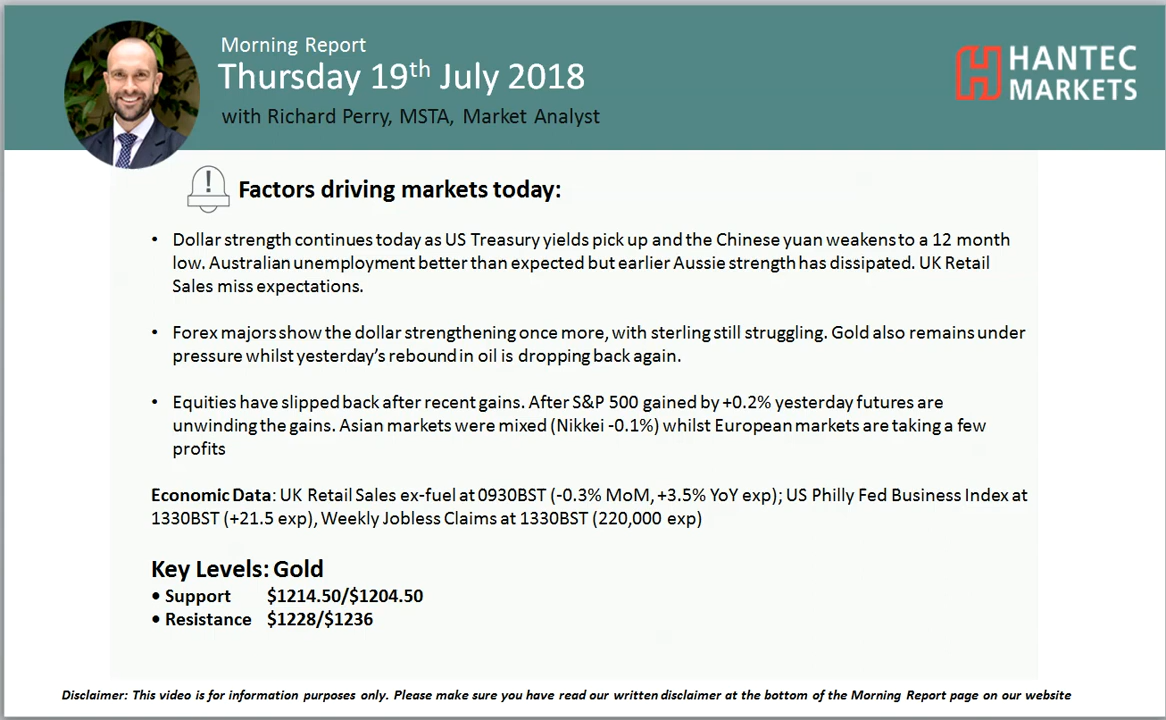 Morning Report
Thursday 19th July 2018
with Richard Perry, MSTA, Market Analyst
HANTEC
MARKETS
! Factors driving markets today:
• Dollar strength continues today as US Treasury yields pick up and the Chinese yuan weakens to a 12 month
low. Australian unemployment better than expected but earlier Aussie strength has dissipated. UK Retail
Sales miss expectations.
• Forex majors show the dollar strengthening once more, with sterling still struggling. Gold also remains under
pressure whilst yesterday's rebound in oil is dropping back again.
• Equities have slipped back after recent gains. After S&P 500 gained by +0.2% yesterday futures are
unwinding the gains. Asian markets were mixed (Nikkei -0.1%) whilst European markets are taking a few
profits
Economic Data: UK Retail Sales ex-fuel at 0930BST (-0.3% MoM, +3.5% YoY exp); US Philly Fed Business Index at
1330BST (+21.5 exp), Weekly Jobless Claims at 1330BST (220,000 exp)
Key Levels: Gold
• Support $1214.50/$1204.50
• Resistance $1228/$1236
Disclaimer: This video is for information purposes only. Please make sure you have read our written disclaimer at the bottom of the Morning Report page on our website